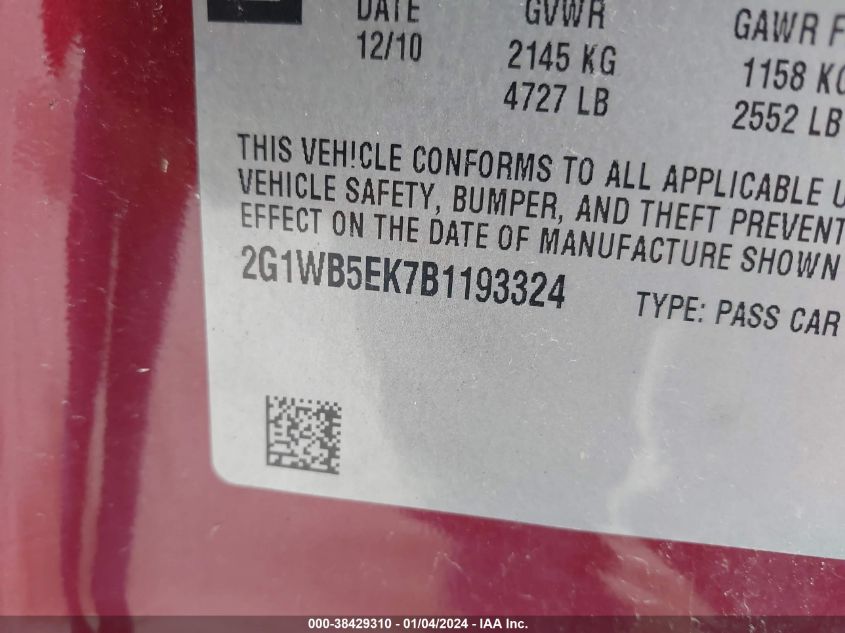 DATE GVWR GAWR F
12/10 2145 KG 1158 KG
4727 LB 2552 LB
THIS VEHICLE CONFORMS TO ALL APPLICABLE U
VEHICLE SAFETY, BUMPER, AND THEFT PREVENT
EFFECT ON THE DATE OF MANUFACTURE SHOWN
2G1WB5EK7B1193324 TYPE: PASS CAR
000-38429310 - 01/04/2024 - IAA Inc.